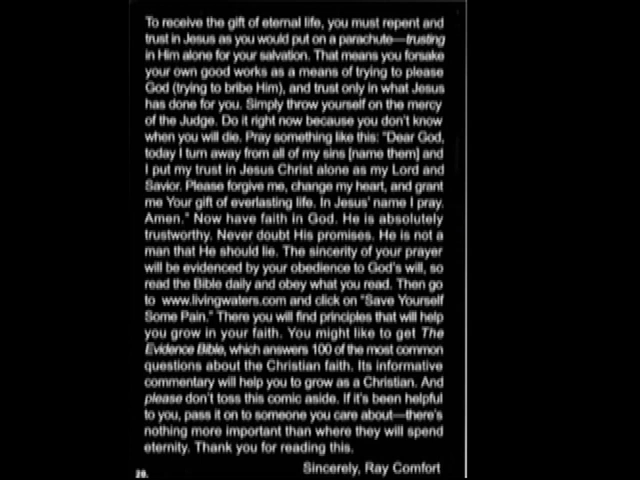 To receive the gift of eternal life, you must repent and
trust in Jesus as you would put on a parachute—trusting
in Him alone for your salvation. That means you forsake
your own good works as a means of trying to please
God (trying to bribe Him), and trust only in what Jesus
has done for you. Simply throw yourself on the mercy
of the Judge. Do it right now because you don't know
when you will die. Pray something like this: "Dear God,
today I turn away from all of my sins [name them] and
I put my trust in Jesus Christ alone as my Lord and
Savior. Please forgive me, change my heart, and grant
me Your gift of everlasting life. In Jesus' name I pray.
Amen." Now have faith in God. He is absolutely
trustworthy. Never doubt His promises. He is not a
man that He should lie. The sincerity of your prayer
will be evidenced by your obedience to God's will, so
read the Bible daily and obey what you read. Then go
to www.livingwaters.com and click on "Save Yourself
Some Pain." There you will find principles that will help
you grow in your faith. You might like to get The
Evidence Bible, which answers 100 of the most common
questions about the Christian faith. Its informative
commentary will help you to grow as a Christian. And
please don't toss this comic aside. If it's been helpful
to you, pass it on to someone you care about—there's
nothing more important than where they will spend
eternity. Thank you for reading this.
Sincerely, Ray Comfort